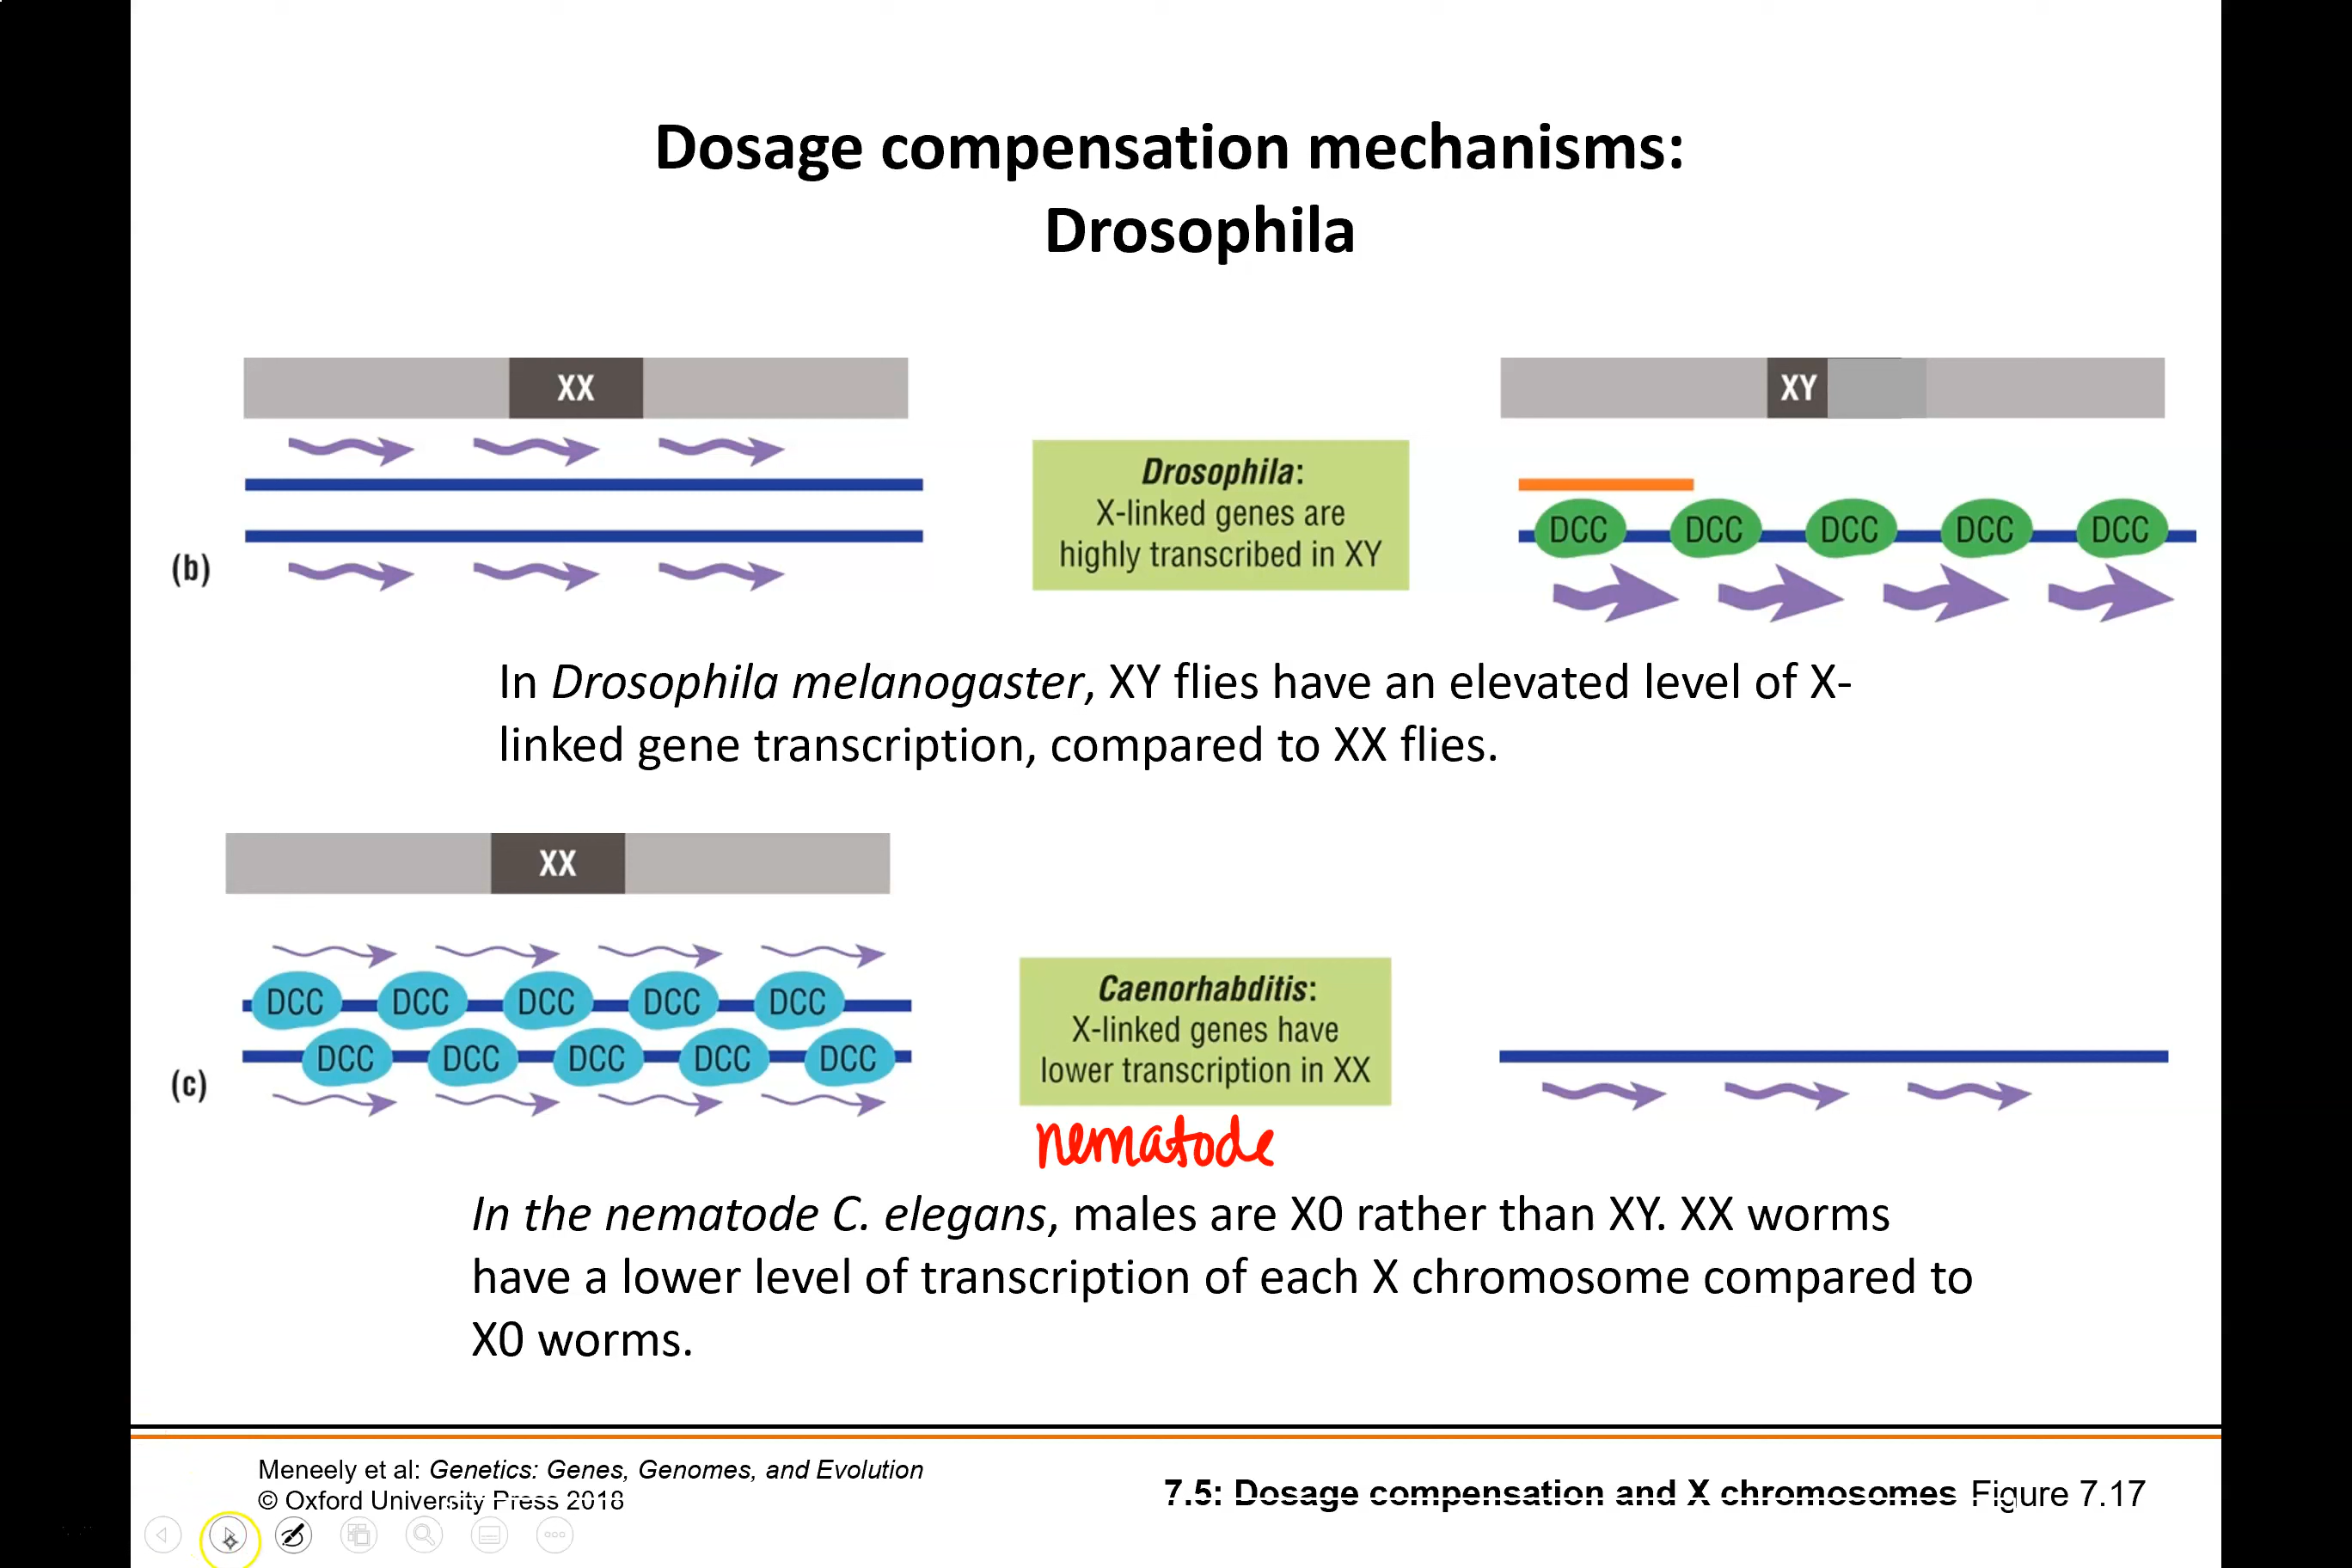 Dosage compensation mechanisms:
Drosophila
XX
XY
Drosophila:
X-linked genes are
highly transcribed in XY
DCC DCC DCC DCC DCC
(b)
In Drosophila melanogaster, XY flies have an elevated level of X-
linked gene transcription, compared to XX flies.
XX
DCC DCC DCC DCC DCC
DCC DCC DCC DCC DCC
(c)
Caenorhabditis:
X-linked genes have
lower transcription in XX
nematode
In the nematode C. elegans, males are X0 rather than XY. XX worms
have a lower level of transcription of each X chromosome compared to
X0 worms.
Meneely et al: Genetics: Genes, Genomes, and Evolution
© Oxford University Press 2018
7.5: Dosage compensation and X chromosomes Figure 7.17